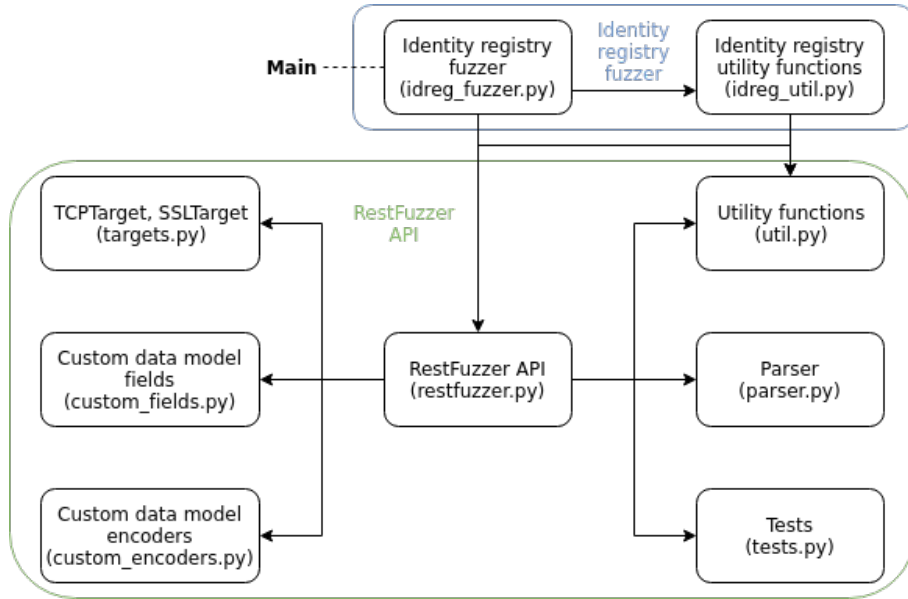 Identity registry
fuzzer
(idreg_fuzzer.py)
Identity
registry
fuzzer
Identity registry
utility functions
(idreg_util.py)
Main
TCPTarget, SSLTarget
(targets.py)
RestFuzzer
API
Utility functions
(util.py)
Custom data model
fields
(custom_fields.py)
RestFuzzer API
(restfuzzer.py)
Parser
(parser.py)
Custom data model
encoders
(custom_encoders.py)
Tests
(tests.py)